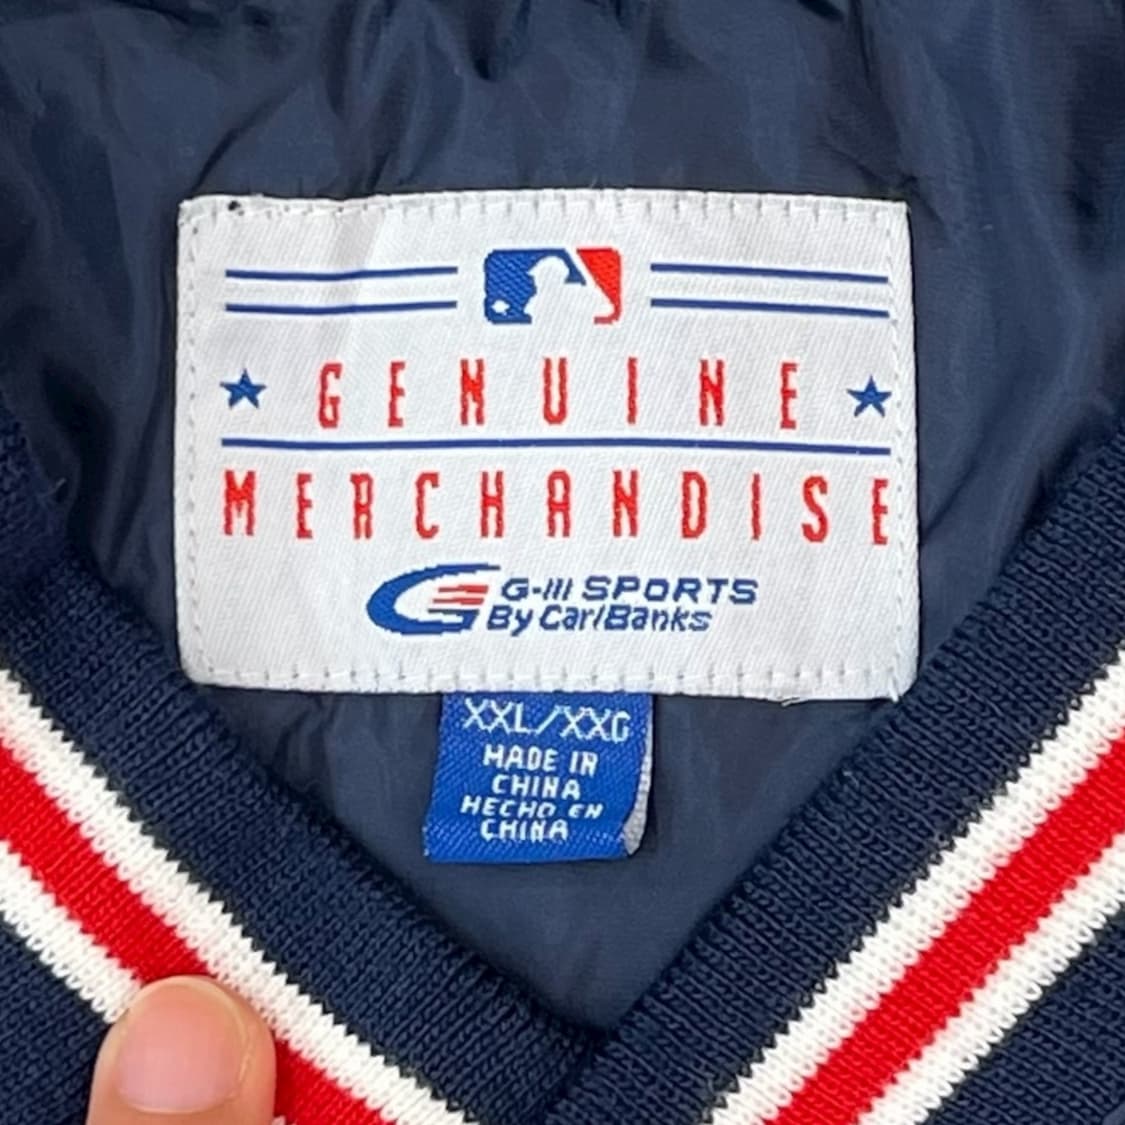 GENUINE
MERCHANDISE
G-III SPORTS
By Carl Banks
XXL/XXG
MADE IN
CHINA
HECHO EN
CHINA